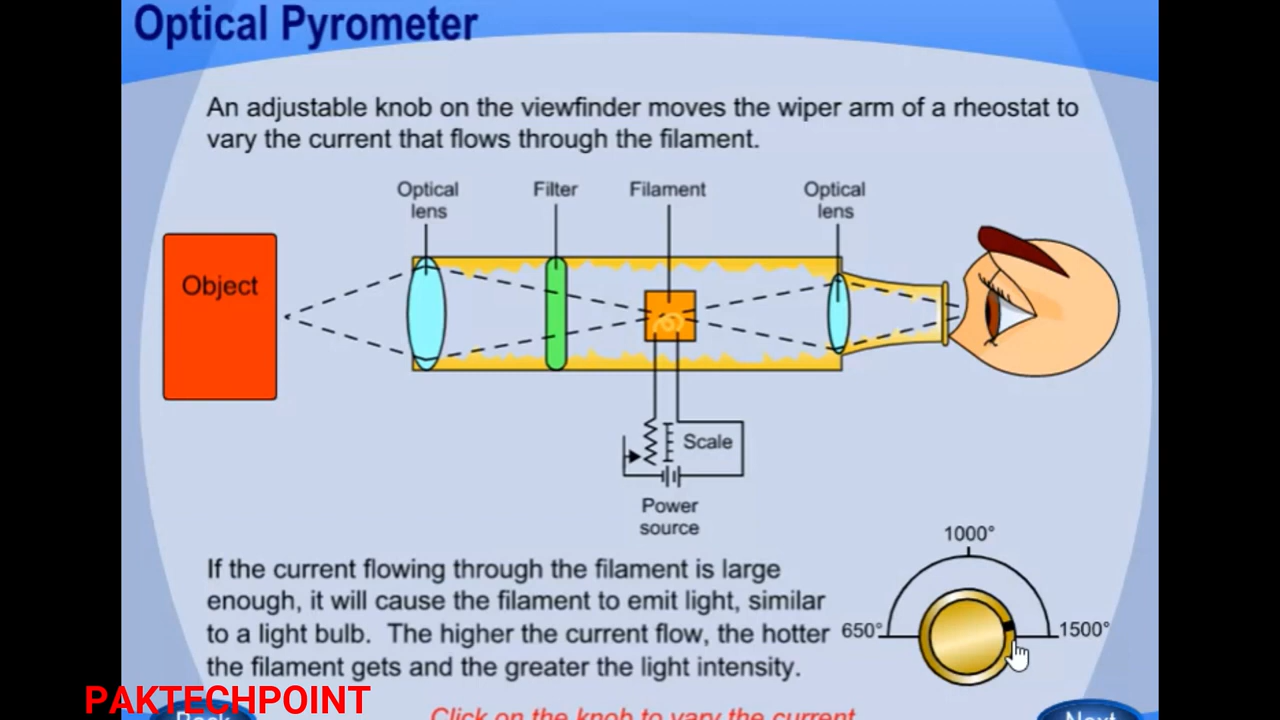 Optical Pyrometer
An adjustable knob on the viewfinder moves the wiper arm of a rheostat to
vary the current that flows through the filament.
Optical
lens
Filter
Filament
Optical
lens
Object
Scale
Power
source
1000°
650°
1500°
If the current flowing through the filament is large
enough, it will cause the filament to emit light, similar
to a light bulb. The higher the current flow, the hotter
the filament gets and the greater the light intensity.
PAKTECHPOINT
Back
Click on the knob to vary the current
Next